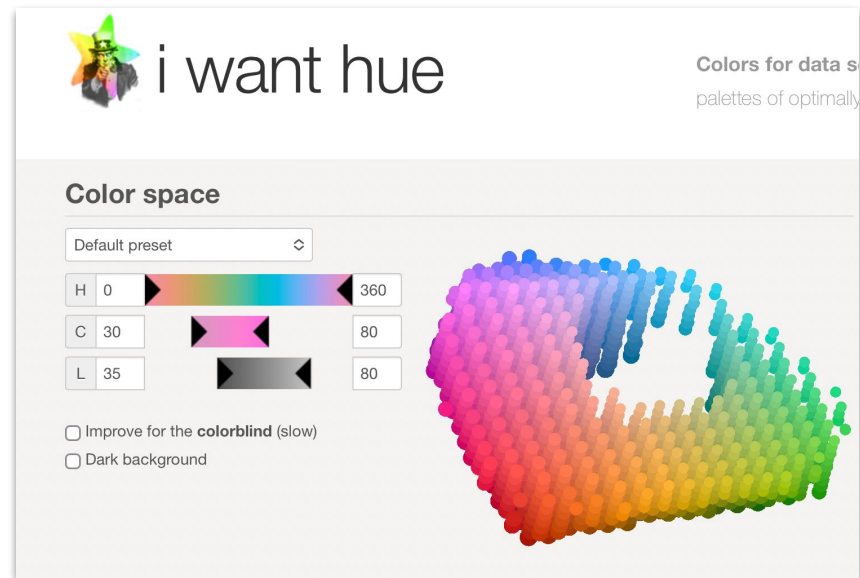 i want hue
Colors for data s
palettes of optimally
Color space
Default preset
H 0 360
C 30 80
L 35 80
Improve for the colorblind (slow)
Dark background